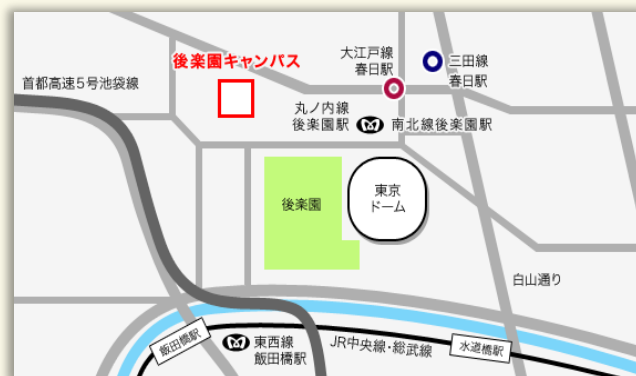 後楽園キャンパス
大江戸線
春日駅
三田線
春日駅
首都高速5号池袋線
丸ノ内線
後楽園駅
南北線後楽園駅
後楽園
東京
ドーム
白山通り
飯田橋駅
東西線
飯田橋駅
JR中央線・総武線
水道橋駅